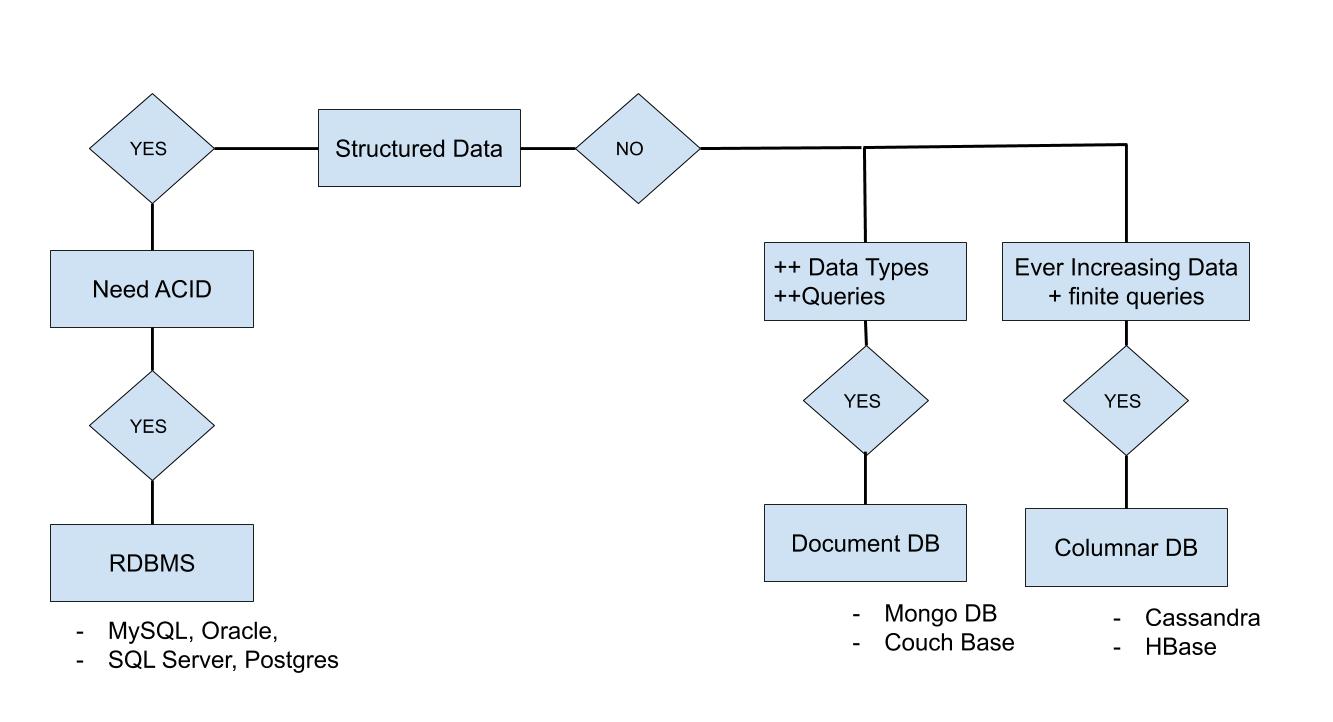 YES
Structured Data
NO
Need ACID
++ Data Types
++Queries
Ever Increasing Data
+ finite queries
YES
YES
YES
RDBMS
Document DB
Columnar DB
- MySQL, Oracle,
- SQL Server, Postgres
- Mongo DB
- Couch Base
- Cassandra
- HBase